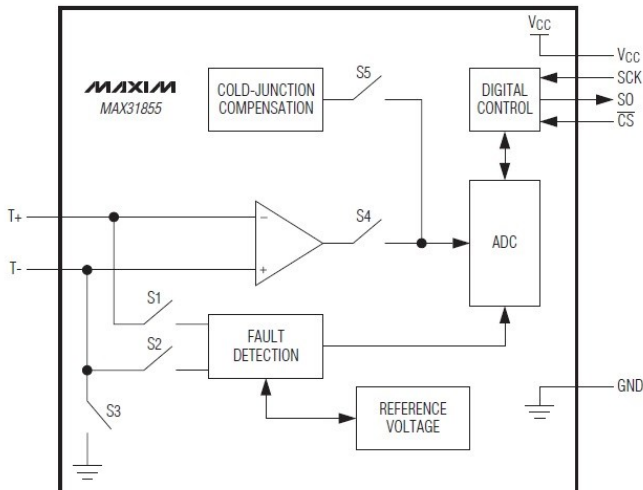 VCC
VCC
SCK
SO
CS
MAXIM
MAX31855
COLD-JUNCTION
COMPENSATION
S5
DIGITAL
CONTROL
T+
T-
−
+
S4
ADC
S1
S2
S3
FAULT
DETECTION
REFERENCE
VOLTAGE
GND